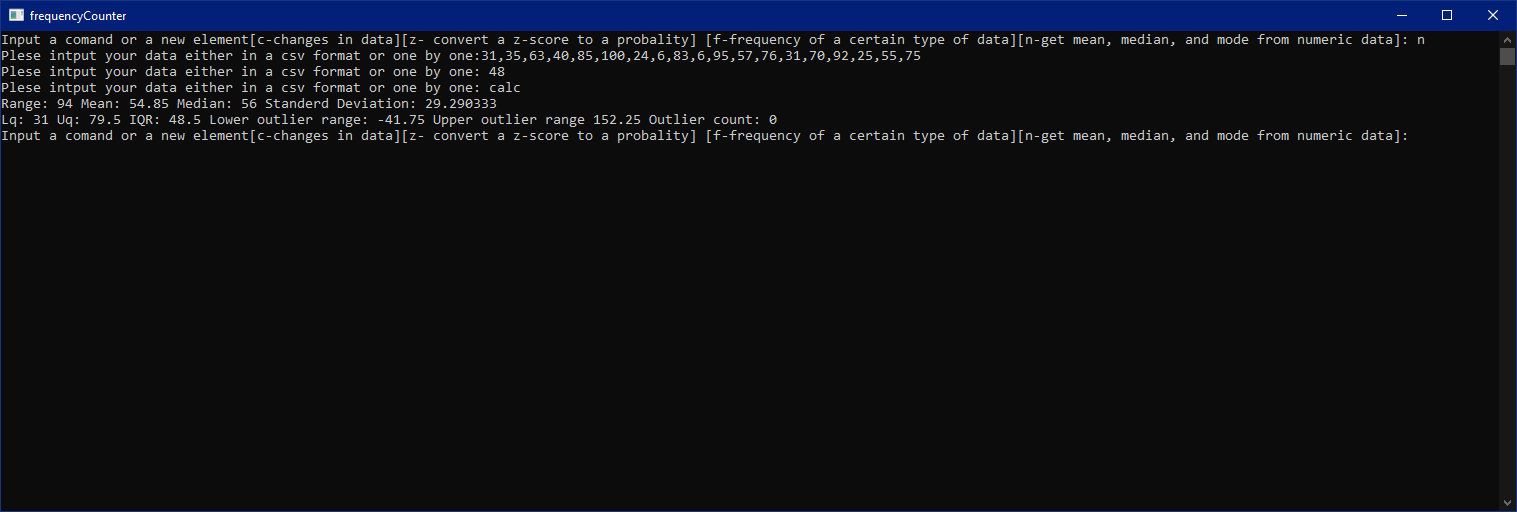 frequencyCounter
Input a comand or a new element[c-changes in data][z- convert a z-score to a probality] [f-frequency of a certain type of data][n-get mean, median, and mode from numeric data]: n
Plese intput your data either in a csv format or one by one:31,35,63,40,85,100,24,6,83,6,95,57,76,31,70,92,25,55,75
Plese intput your data either in a csv format or one by one: 48
Plese intput your data either in a csv format or one by one: calc
Range: 94 Mean: 54.85 Median: 56 Standerd Deviation: 29.290333
Lq: 31 Uq: 79.5 IQR: 48.5 Lower outlier range: -41.75 Upper outlier range 152.25 Outlier count: 0
Input a comand or a new element[c-changes in data][z- convert a z-score to a probality] [f-frequency of a certain type of data][n-get mean, median, and mode from numeric data]: